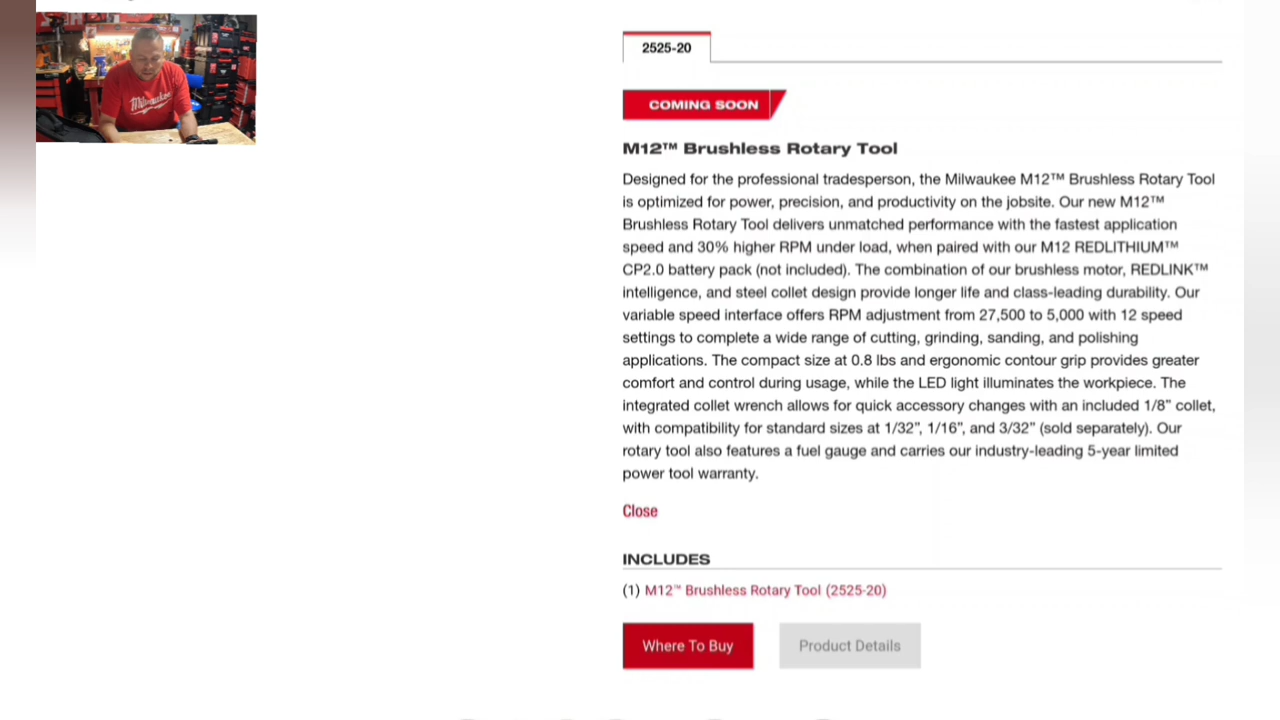 Milwaukee
2525-20
COMING SOON
M12™ Brushless Rotary Tool
Designed for the professional tradesperson, the Milwaukee M12™ Brushless Rotary Tool
is optimized for power, precision, and productivity on the jobsite. Our new M12™
Brushless Rotary Tool delivers unmatched performance with the fastest application
speed and 30% higher RPM under load, when paired with our M12 REDLITHIUM™
CP2.0 battery pack (not included). The combination of our brushless motor, REDLINK™
intelligence, and steel collet design provide longer life and class-leading durability. Our
variable speed interface offers RPM adjustment from 27,500 to 5,000 with 12 speed
settings to complete a wide range of cutting, grinding, sanding, and polishing
applications. The compact size at 0.8 lbs and ergonomic contour grip provides greater
comfort and control during usage, while the LED light illuminates the workpiece. The
integrated collet wrench allows for quick accessory changes with an included 1/8” collet,
with compatibility for standard sizes at 1/32”, 1/16”, and 3/32” (sold separately). Our
rotary tool also features a fuel gauge and carries our industry-leading 5-year limited
power tool warranty.
Close
INCLUDES
(1) M12™ Brushless Rotary Tool (2525-20)
Where To Buy
Product Details